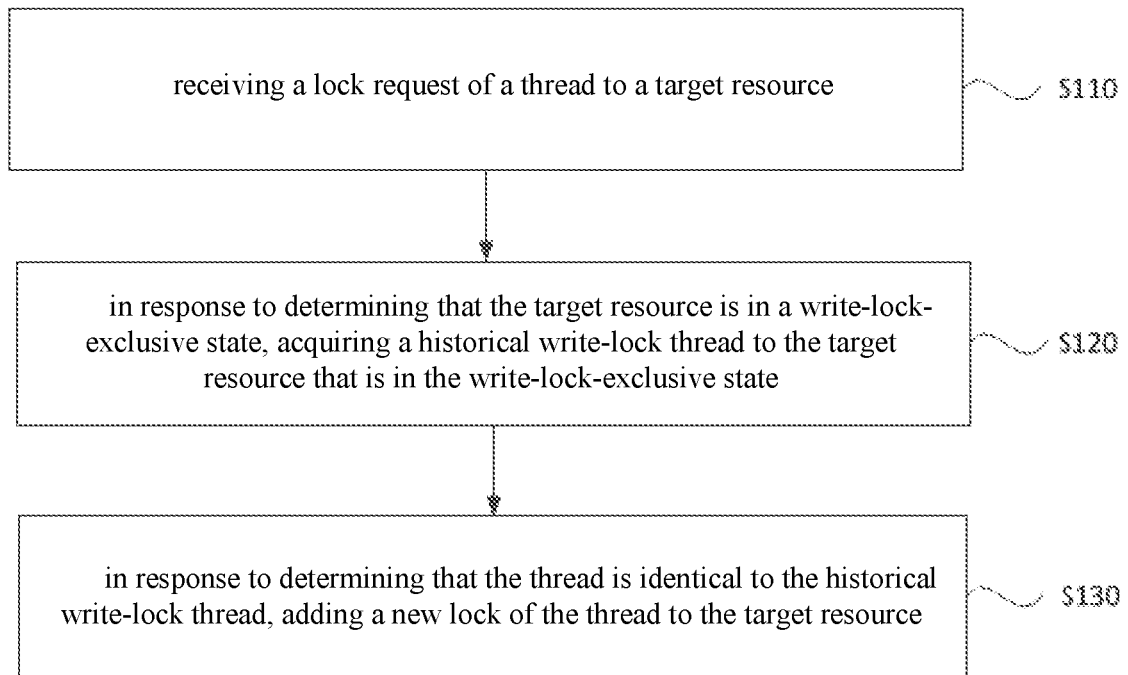 receiving a lock request of a thread to a target resource
S110
in response to determining that the target resource is in a write-lock-
exclusive state, acquiring a historical write-lock thread to the target
resource that is in the write-lock-exclusive state
S120
in response to determining that the thread is identical to the historical
write-lock thread, adding a new lock of the thread to the target resource
S130